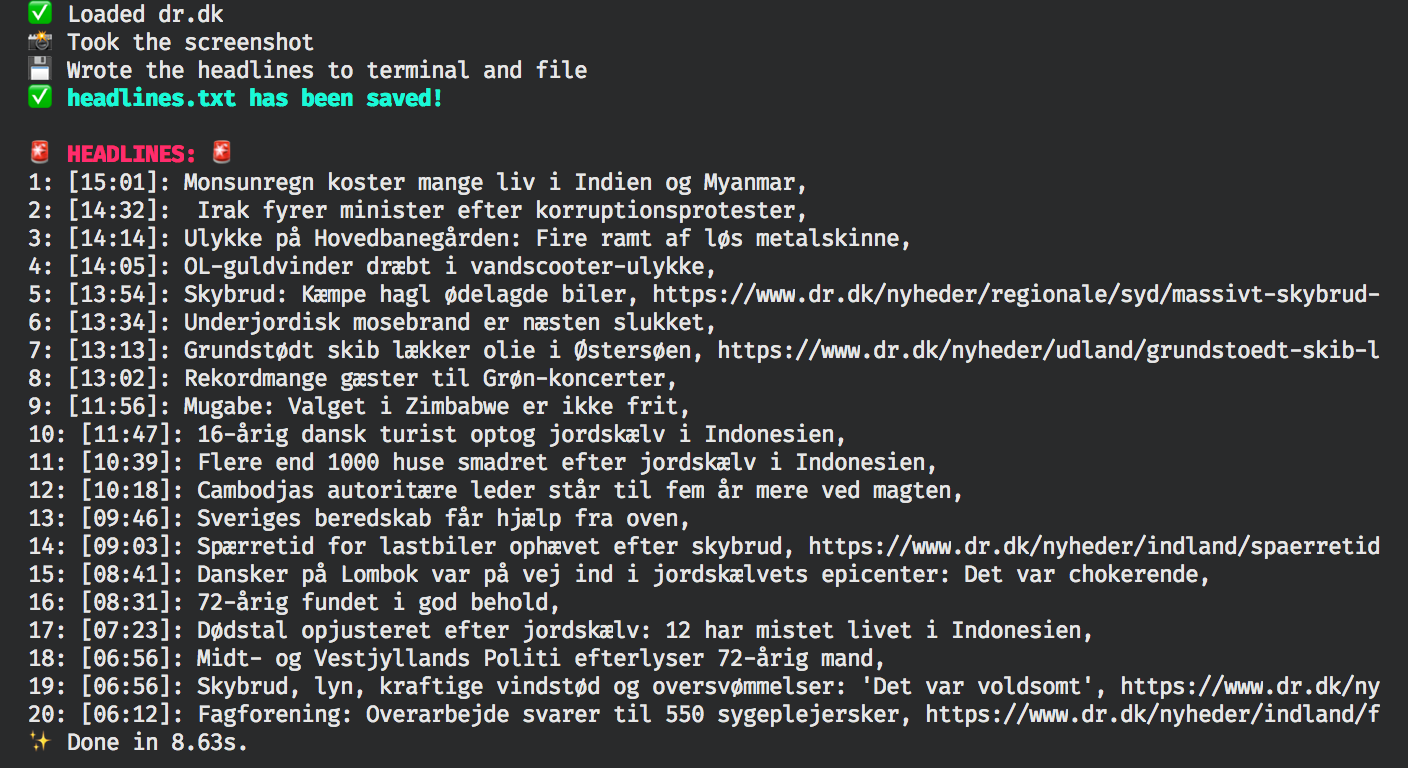 ✅ Loaded dr.dk
📸 Took the screenshot
💾 Wrote the headlines to terminal and file
✅ headlines.txt has been saved!
🚨 HEADLINES: 🚨
1: [15:01]: Monsunregn koster mange liv i Indien og Myanmar,
2: [14:32]:  Irak fyrer minister efter korruptionsprotester,
3: [14:14]: Ulykke på Hovedbanegården: Fire ramt af løs metalskinne,
4: [14:05]: OL-guldvinder dræbt i vandscooter-ulykke,
5: [13:54]: Skybrud: Kæmpe hagl ødelagde biler, https://www.dr.dk/nyheder/regionale/syd/massivt-skybrud-
6: [13:34]: Underjordisk mosebrand er næsten slukket,
7: [13:13]: Grundstødt skib lækker olie i Østersøen, https://www.dr.dk/nyheder/udland/grundstoedt-skib-l
8: [13:02]: Rekordmange gæster til Grøn-koncerter,
9: [11:56]: Mugabe: Valget i Zimbabwe er ikke frit,
10: [11:47]: 16-årig dansk turist optog jordskælv i Indonesien,
11: [10:39]: Flere end 1000 huse smadret efter jordskælv i Indonesien,
12: [10:18]: Cambodjas autoritære leder står til fem år mere ved magten,
13: [09:46]: Sveriges beredskab får hjælp fra oven,
14: [09:03]: Spærretid for lastbiler ophævet efter skybrud, https://www.dr.dk/nyheder/indland/spaerretid
15: [08:41]: Dansker på Lombok var på vej ind i jordskælvets epicenter: Det var chokerende,
16: [08:31]: 72-årig fundet i god behold,
17: [07:23]: Dødstal opjusteret efter jordskælv: 12 har mistet livet i Indonesien,
18: [06:56]: Midt- og Vestjyllands Politi efterlyser 72-årig mand,
19: [06:56]: Skybrud, lyn, kraftige vindstød og oversvømmelser: 'Det var voldsomt', https://www.dr.dk/ny
20: [06:12]: Fagforening: Overarbejde svarer til 550 sygeplejersker, https://www.dr.dk/nyheder/indland/f
✨ Done in 8.63s.